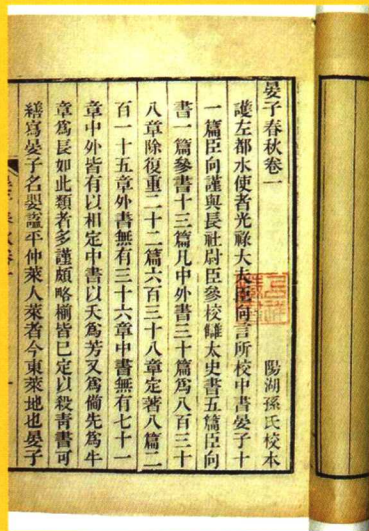 晏子春秋卷一
陽湖孫氏校本
護左都水使者光祿大夫臣向言所校中書晏子十
一篇臣向謹與長社尉臣參校讎太史書五篇臣向
書一篇參書十三篇凡中外書三十篇爲八百三十
八章除復重二十二篇六百三十八章定著八篇二
百一十五章外書無有三十六章中書無有七十一
章中外皆有以相定中書以夭爲芳又爲備先爲牛
章爲長如此類者多謹頗略椾皆已定以殺青書可
繕寫晏子名嬰謚平仲萊人萊者今東萊地也晏子